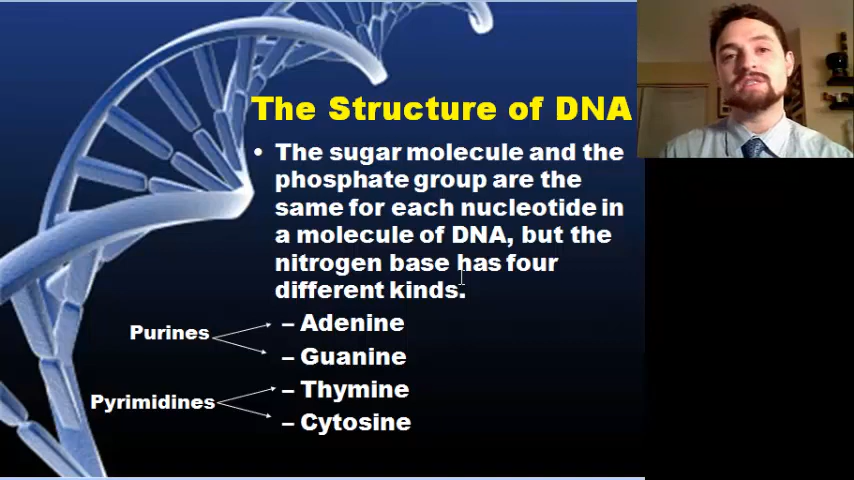 The Structure of DNA
• The sugar molecule and the
phosphate group are the
same for each nucleotide in
a molecule of DNA, but the
nitrogen base has four
different kinds.
Purines
– Adenine
– Guanine
Pyrimidines
– Thymine
– Cytosine